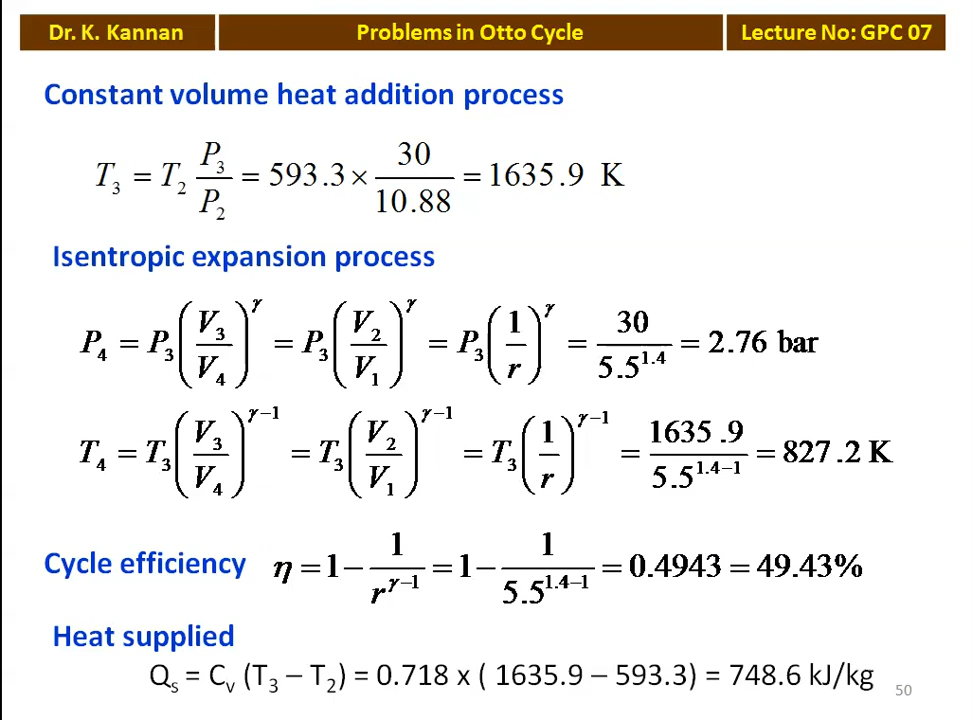 Dr. K. Kannan
Problems in Otto Cycle
Lecture No: GPC 07
Constant volume heat addition process
T₃ = T₂ P₃/P₂ = 593.3 × 30/10.88 = 1635.9 K
Isentropic expansion process
P₄ = P₃ (V₃/V₄)^γ = P₃ (V₂/V₁)^γ = P₃ (1/r)^γ = 30/5.5^1.4 = 2.76 bar
T₄ = T₃ (V₃/V₄)^(γ−1) = T₃ (V₂/V₁)^(γ−1) = T₃ (1/r)^(γ−1) = 1635.9/5.5^(1.4−1) = 827.2 K
Cycle efficiency η = 1 − 1/r^(γ−1) = 1 − 1/5.5^(1.4−1) = 0.4943 = 49.43%
Heat supplied
Qₛ = Cᵥ (T₃ – T₂) = 0.718 x ( 1635.9 – 593.3) = 748.6 kJ/kg
50